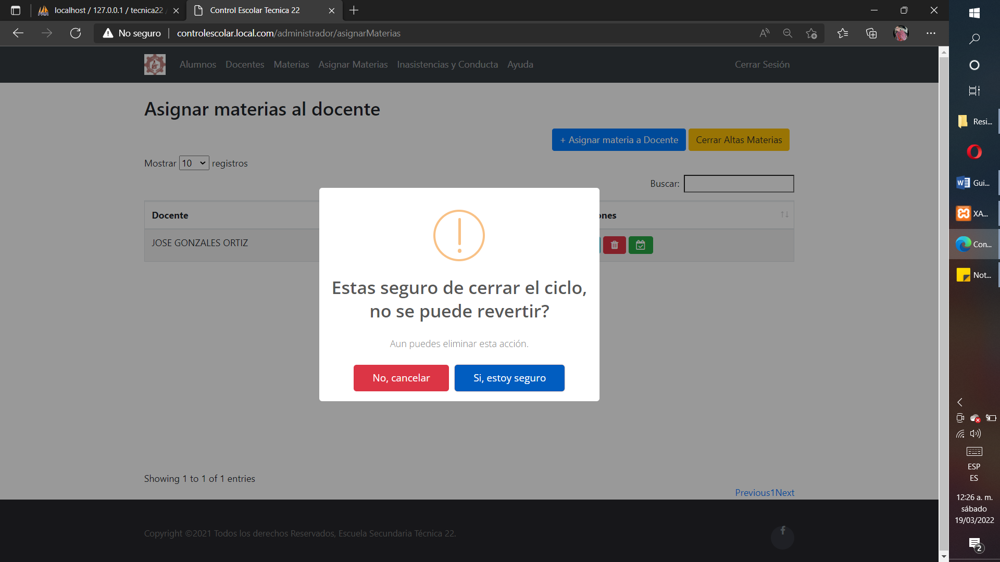 localhost / 127.0.0.1 / tecnica22
Control Escolar Tecnica 22
No seguro
controlescolar.local.com/administrador/asignarMaterias
Alumnos Docentes Materias Asignar Materias Inasistencias y Conducta Ayuda Cerrar Sesión
Asignar materias al docente
+ Asignar materia a Docente Cerrar Altas Materias
Mostrar 10 registros
Buscar:
Docente
JOSE GONZALES ORTIZ
Estas seguro de cerrar el ciclo,
no se puede revertir?
Aun puedes eliminar esta acción.
No, cancelar Si, estoy seguro
Showing 1 to 1 of 1 entries
Previous1Next
Copyright ©2021 Todos los derechos Reservados, Escuela Secundaria Técnica 22.
Resi...
Gui...
XA...
Con...
Not...
ESP
ES
12:26 a. m.
sábado
19/03/2022
2